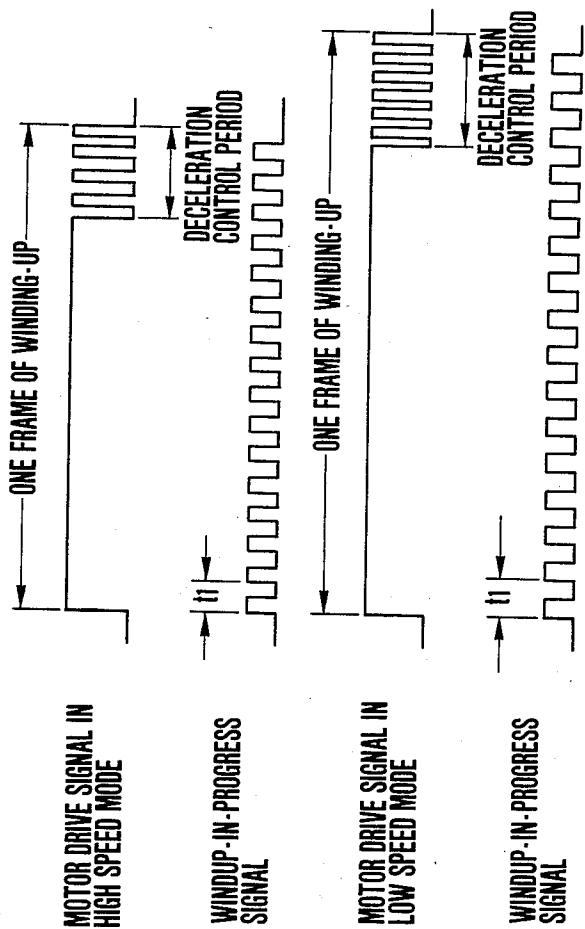 MOTOR DRIVE SIGNAL IN
HIGH SPEED MODE
ONE FRAME OF WINDING-UP
DECELERATION
CONTROL PERIOD
WINDUP-IN-PROGRESS
SIGNAL
t1
MOTOR DRIVE SIGNAL IN
LOW SPEED MODE
ONE FRAME OF WINDING-UP
DECELERATION
CONTROL PERIOD
WINDUP-IN-PROGRESS
SIGNAL
t1